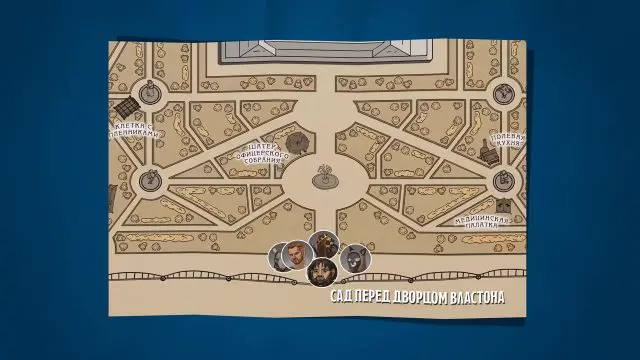 КЛЕТКА С
ПЛЕННИКАМИ
ШАТЁР
ОФИЦЕРСКОГО
СОБРАНИЯ
ПОЛЕВАЯ
КУХНЯ
МЕДИЦИНСКАЯ
ПАЛАТКА
САД ПЕРЕД ДВОРЦОМ ВЛАСТОНА